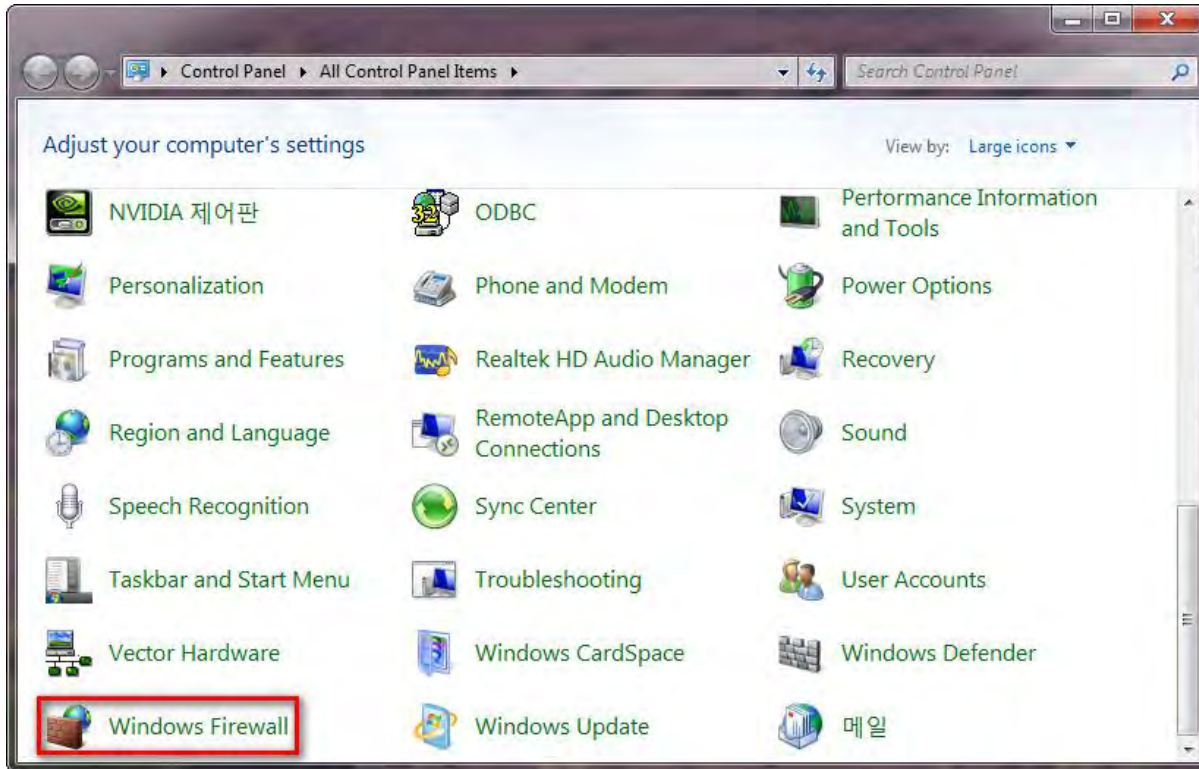 Control Panel All Control Panel Items
Search Control Panel
Adjust your computer's settings
View by: Large icons
NVIDIA 제어판
32
ODBC
Performance Information
and Tools
Personalization
Phone and Modem
Power Options
Programs and Features
Realtek HD Audio Manager
Recovery
Region and Language
RemoteApp and Desktop
Connections
Sound
Speech Recognition
Sync Center
System
Taskbar and Start Menu
Troubleshooting
User Accounts
Vector Hardware
Windows CardSpace
Windows Defender
Windows Firewall
Windows Update
메일